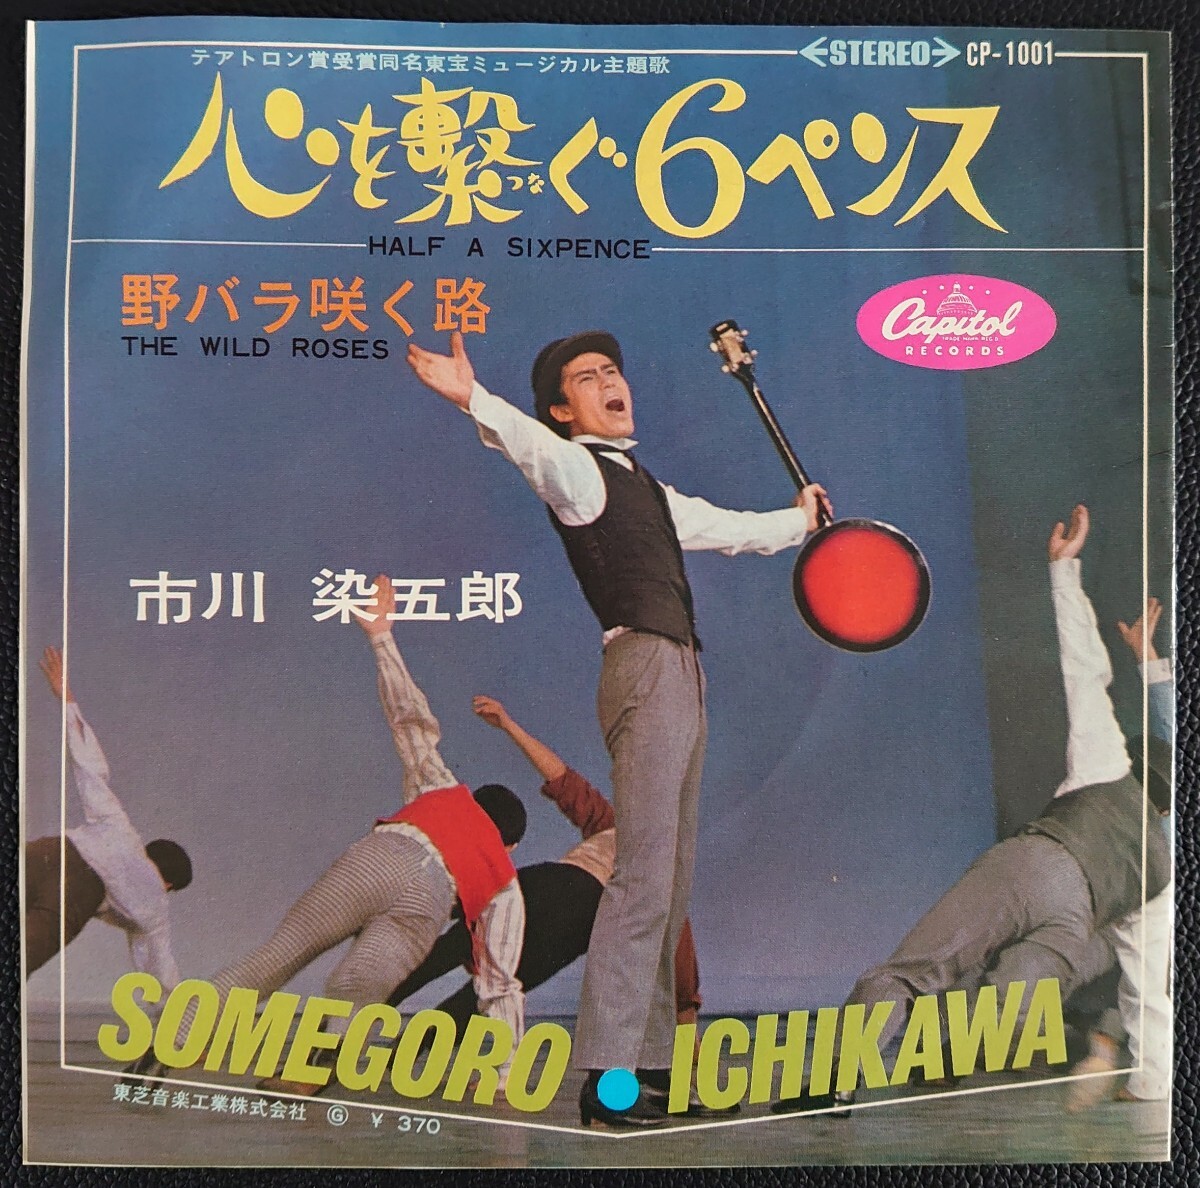 テアトロン賞受賞同名東宝ミュージカル主題歌
←STEREO→ CP-1001
心を繋ぐ6ペンス
つな
HALF A SIXPENCE
野バラ咲く路
THE WILD ROSES
Capitol
TRADE MARK REG.
RECORDS
市川 染五郎
SOMEGORO・ICHIKAWA
東芝音楽工業株式会社 Ⓖ ¥ 370